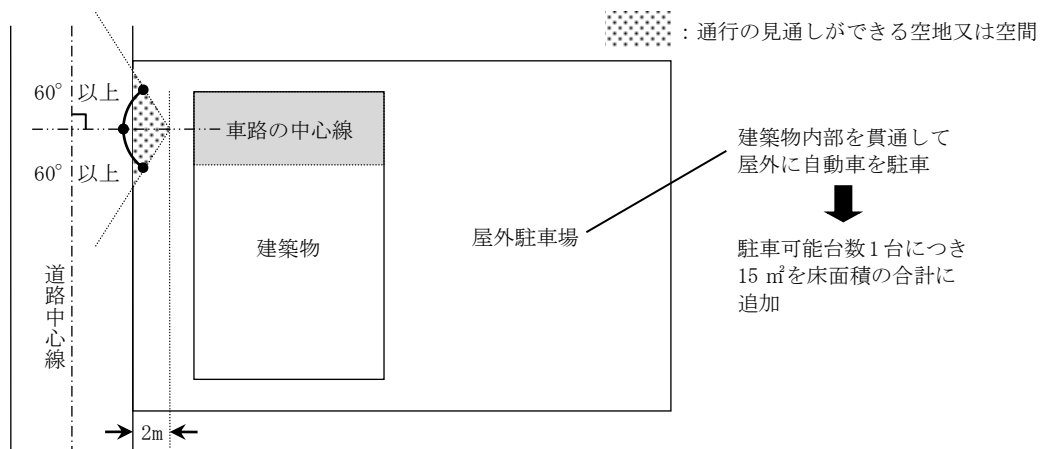 ：通行の見通しができる空地又は空間
60° 以上
車路の中心線
60° 以上
建築物内部を貫通して
屋外に自動車を駐車
建築物
屋外駐車場
駐車可能台数１台につき
15 ㎡を床面積の合計に
追加
道路中心線
2m